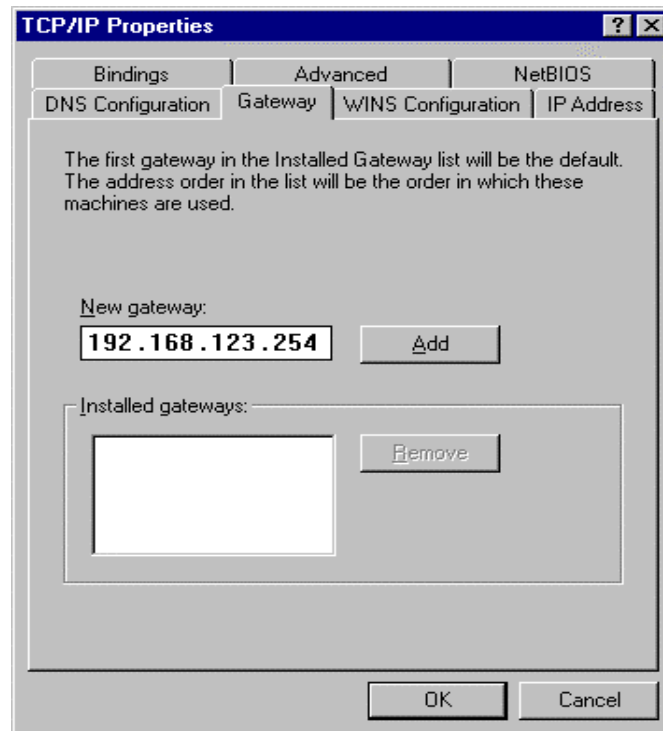 TCP/IP Properties
? X
Bindings Advanced NetBIOS
DNS Configuration Gateway WINS Configuration IP Address
The first gateway in the Installed Gateway list will be the default.
The address order in the list will be the order in which these
machines are used.
New gateway:
192.168.123.254 Add
Installed gateways:
Remove
OK Cancel